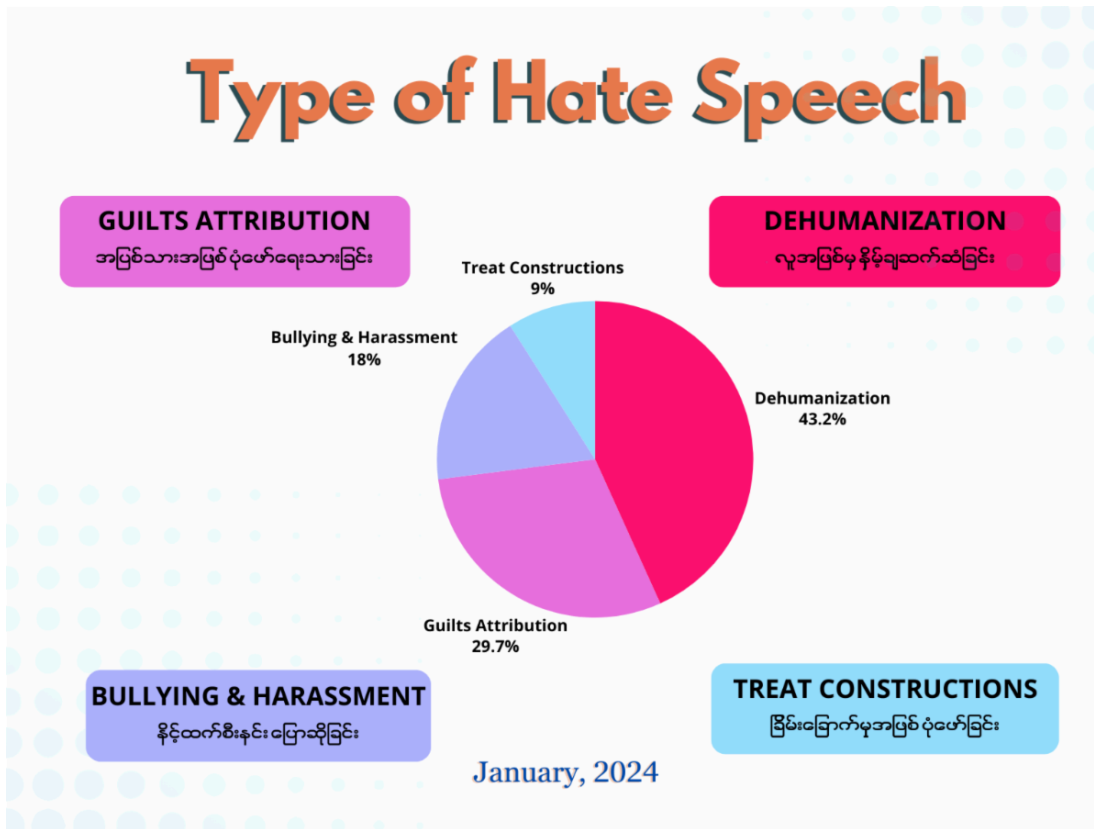 Type of Hate Speech
GUILTS ATTRIBUTION
အပြစ်သားအဖြစ် ပုံဖော်ရေးသားခြင်း
DEHUMANIZATION
လူအဖြစ်မှ နှိမ့်ချဆက်ဆံခြင်း
Treat Constructions
9%
Bullying & Harassment
18%
Dehumanization
43.2%
Guilts Attribution
29.7%
BULLYING & HARASSMENT
နှိင့်ထက်စီးနင်း ပြောဆိုခြင်း
TREAT CONSTRUCTIONS
ခြိမ်းခြောက်မှုအဖြစ် ပုံဖော်ခြင်း
January, 2024